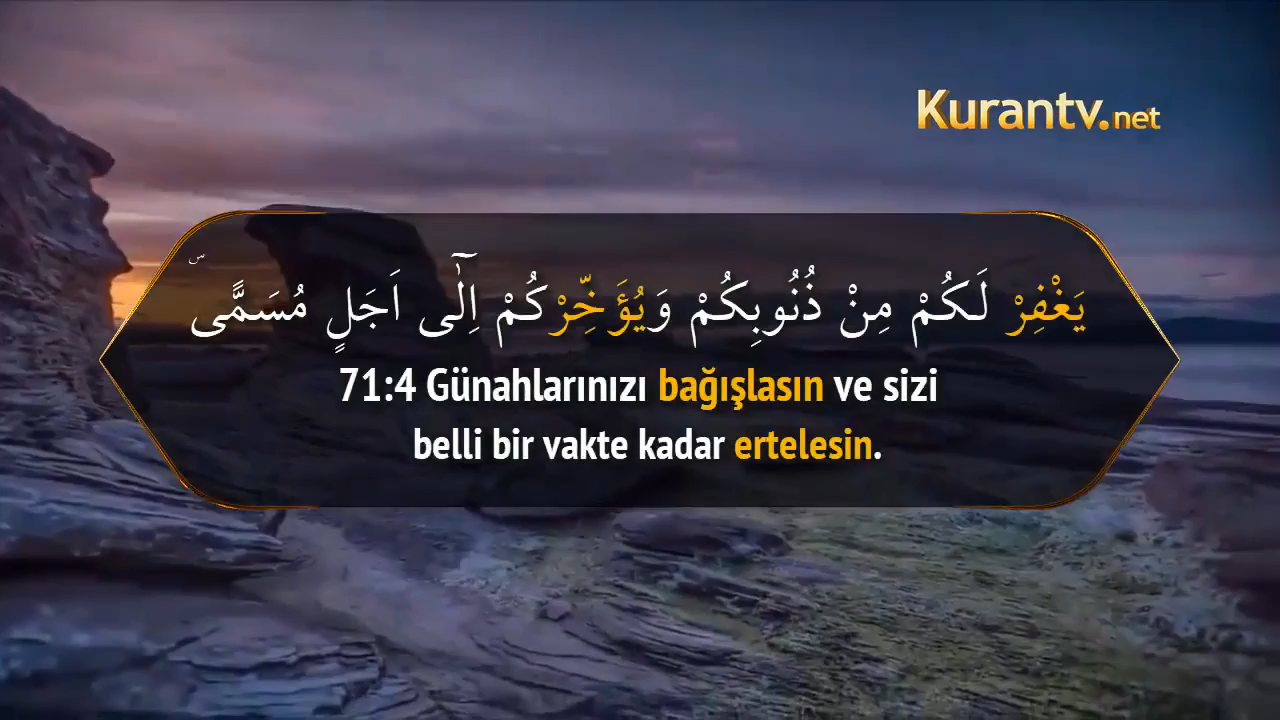 Kurantv.net
يَغْفِرْ لَكُمْ مِنْ ذُنُوبِكُمْ وَيُؤَخِّرْكُمْ اِلٰٓى اَجَلٍ مُسَمًّىۜ
71:4 Günahlarınızı bağışlasın ve sizi
belli bir vakte kadar ertelesin.